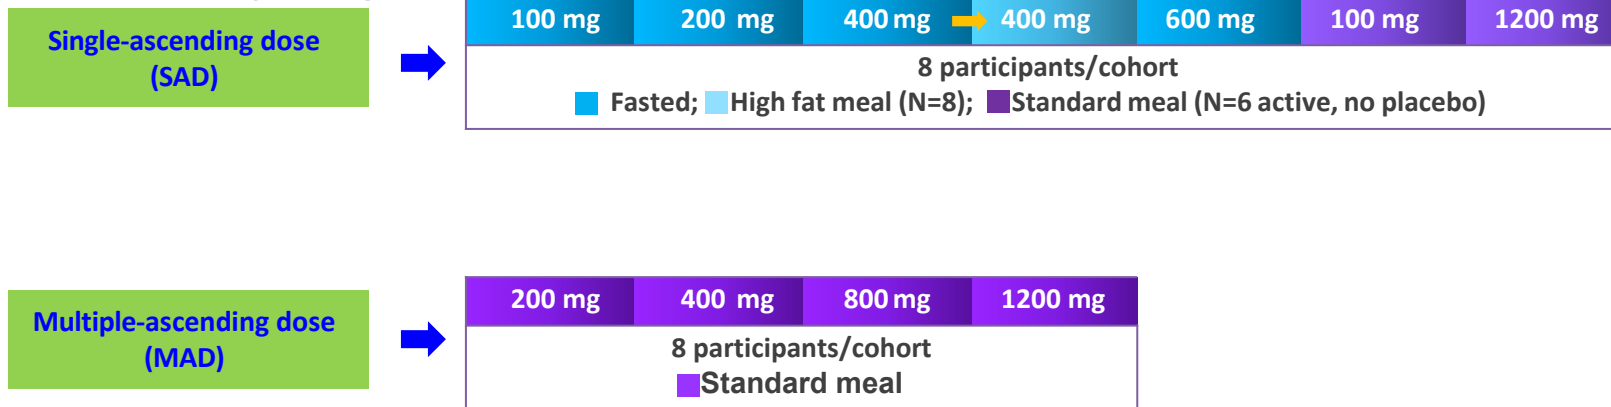 Single-ascending dose
(SAD)
100 mg 200 mg 400 mg 400 mg 600 mg 100 mg 1200 mg
8 participants/cohort
Fasted; High fat meal (N=8); Standard meal (N=6 active, no placebo)
Multiple-ascending dose
(MAD)
200 mg 400 mg 800 mg 1200 mg
8 participants/cohort
Standard meal